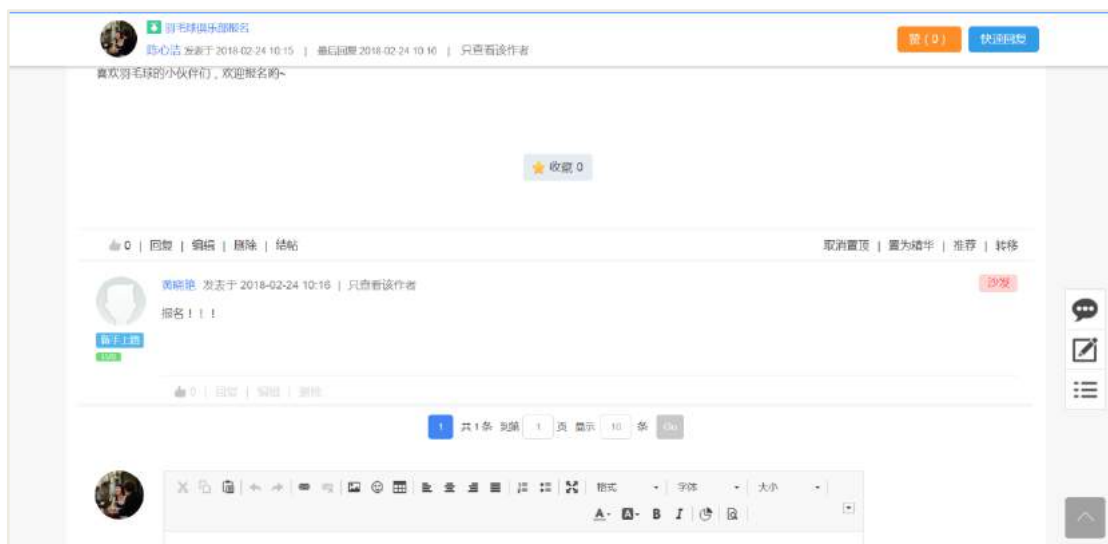 羽毛球俱乐部报名
陈心洁 发表于 2018-02-24 10:15 | 最后回复 2018-02-24 10:16 | 只查看该作者
赞 ( 0 )
快速回复
喜欢羽毛球的小伙伴们，欢迎报名哟~
收藏 0
0 | 回复 | 编辑 | 删除 | 结帖
取消置顶 | 置为精华 | 推荐 | 转移
黄晓艳 发表于 2018-02-24 10:16 | 只查看该作者
沙发
报名！！！
新手上路
0 | 回复 | 编辑 | 删除
1 共 1 条 到第 1 页 显示 10 条 Go
格式 字体 大小
A A B I